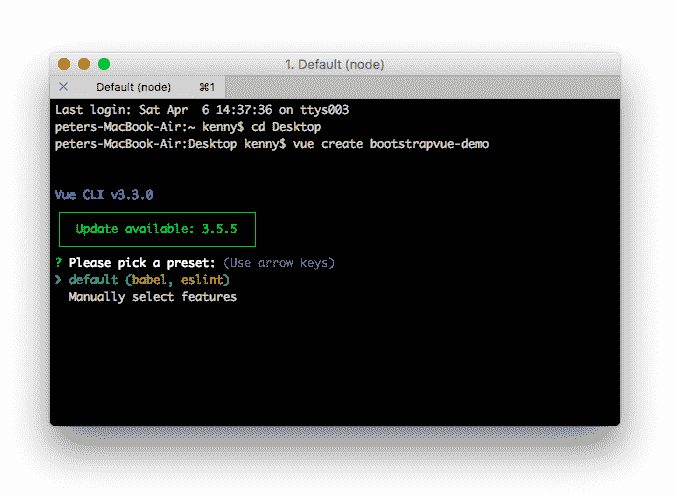 1. Default (node)
× Default (node) ⌘1
Last login: Sat Apr  6 14:37:36 on ttys003
peters-MacBook-Air:~ kenny$ cd Desktop
peters-MacBook-Air:Desktop kenny$ vue create bootstrapvue-demo
Vue CLI v3.3.0
Update available: 3.5.5
? Please pick a preset: (Use arrow keys)
❯ default (babel, eslint)
Manually select features